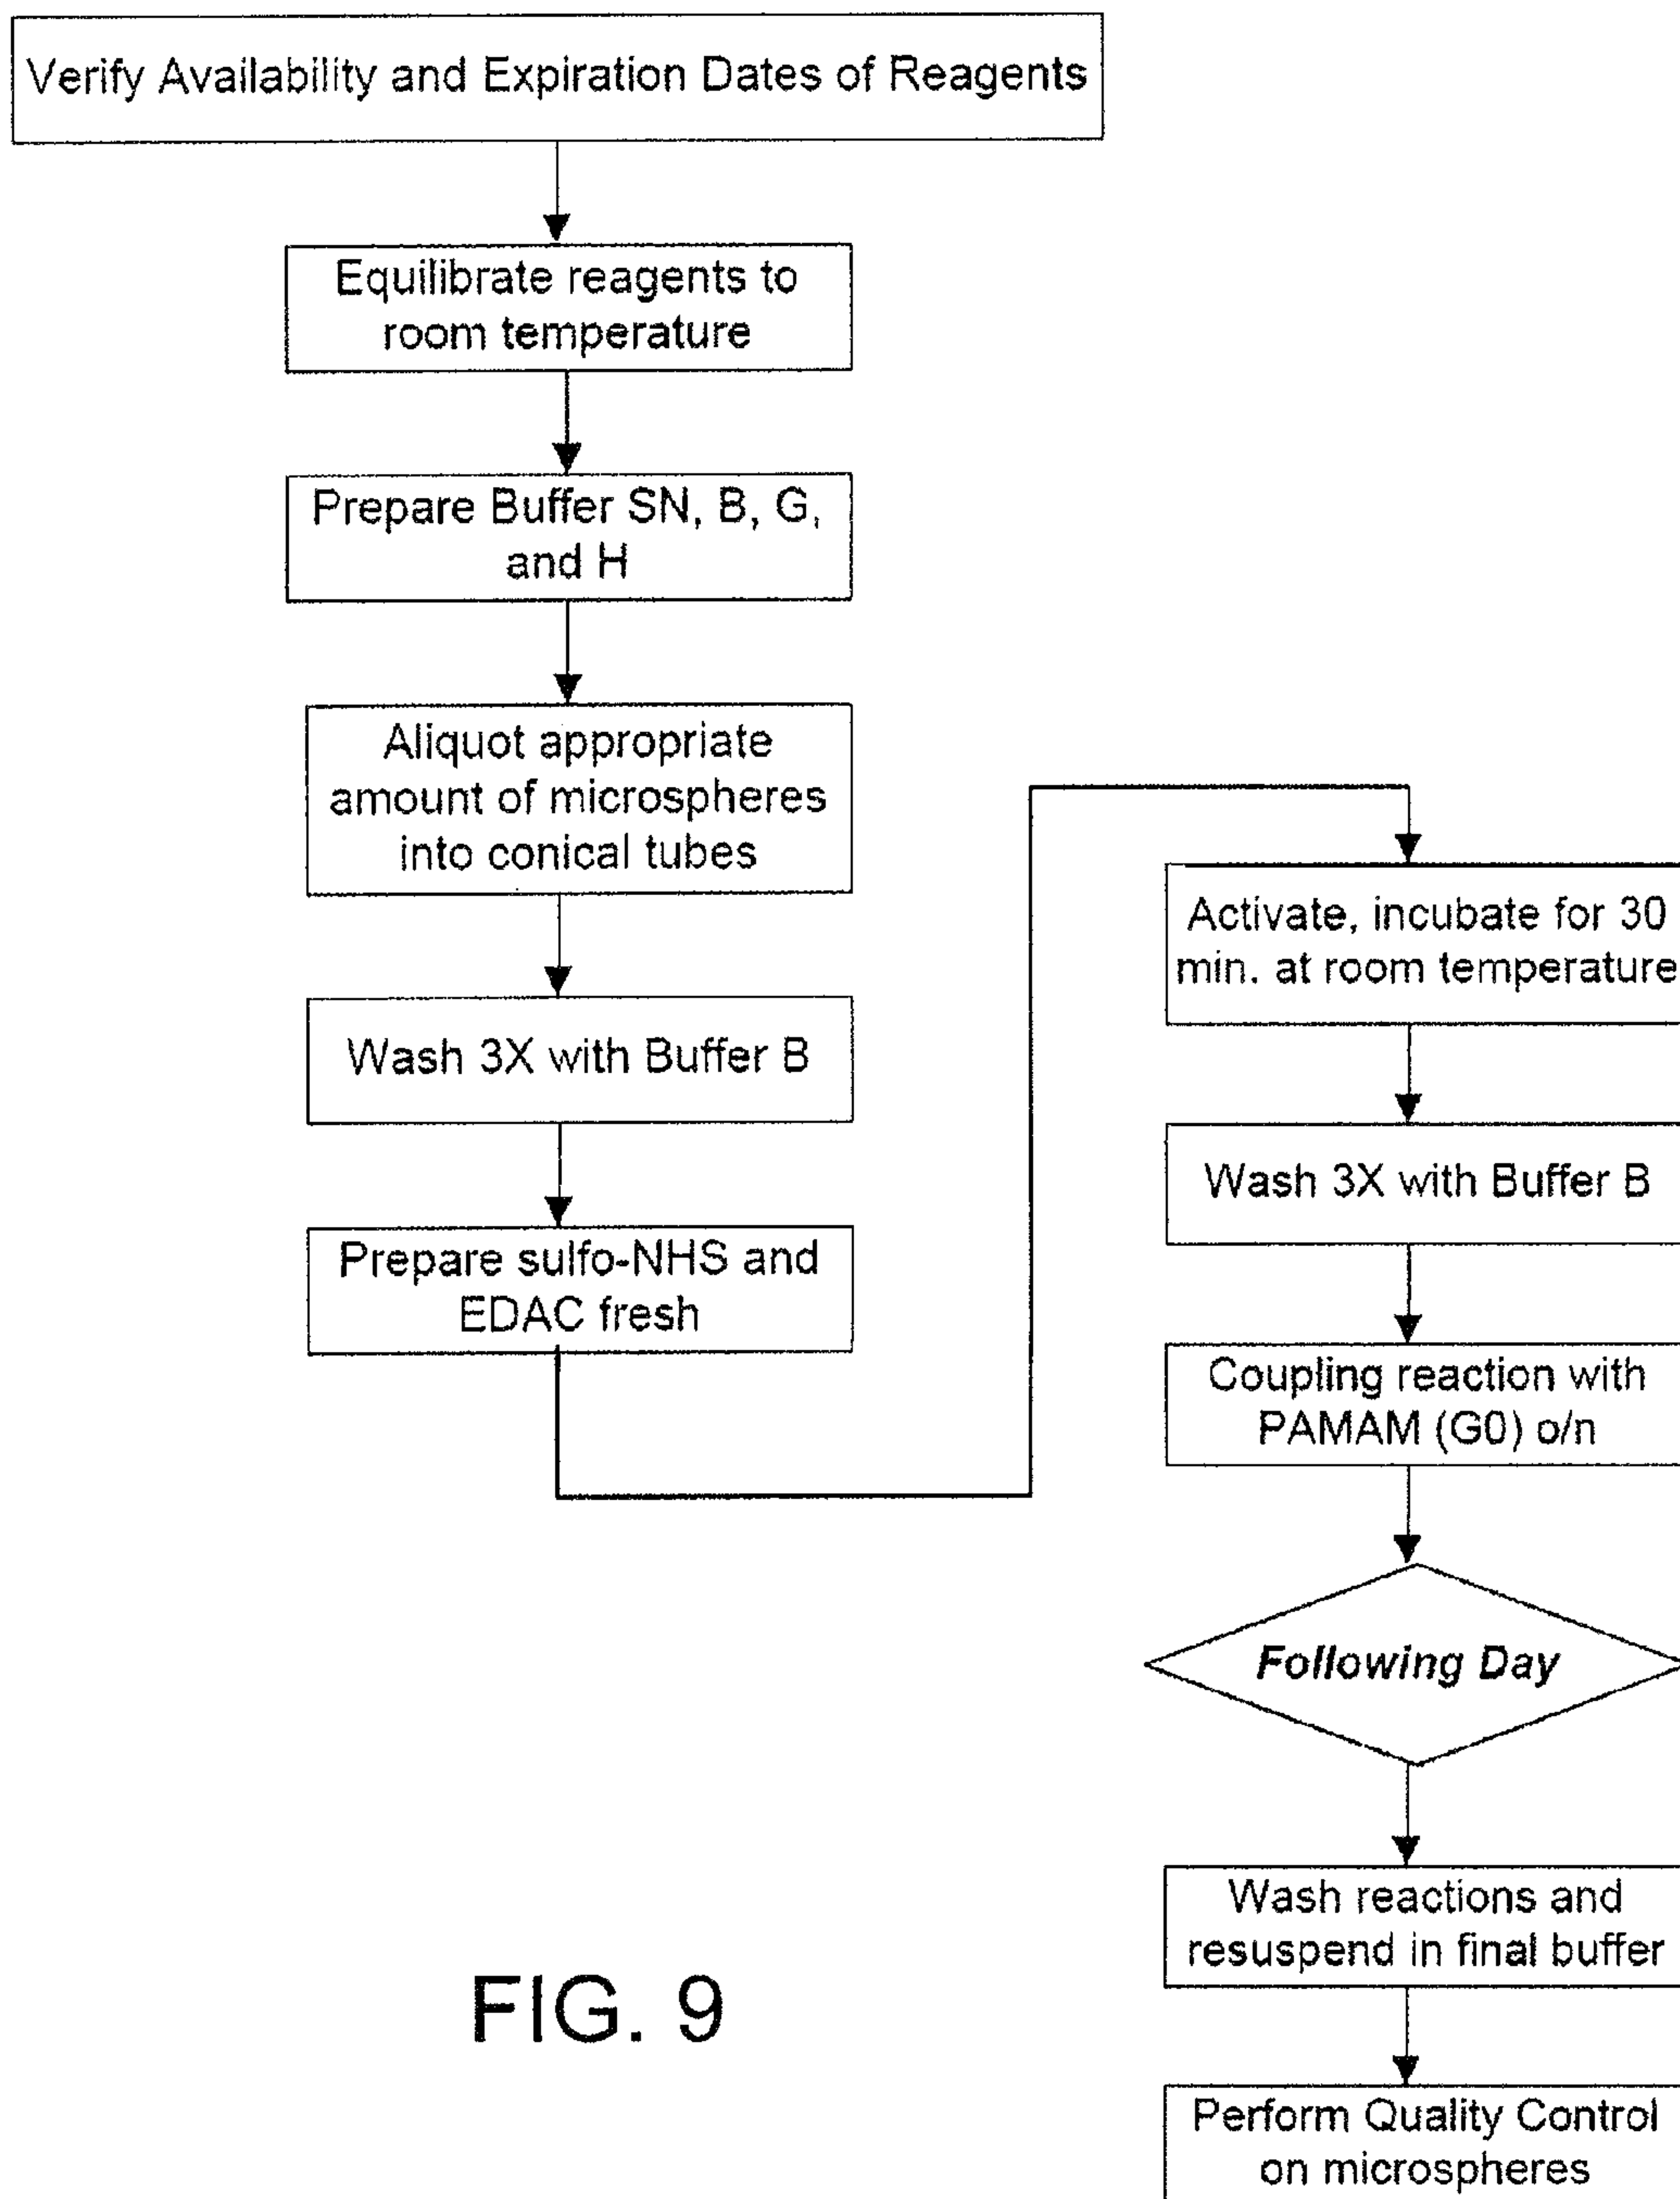 Verify Availability and Expiration Dates of Reagents
Equilibrate reagents to
room temperature
Prepare Buffer SN, B, G,
and H
Aliquot appropriate
amount of microspheres
into conical tubes
Wash 3X with Buffer B
Prepare sulfo-NHS and
EDAC fresh
Activate, incubate for 30
min. at room temperature
Wash 3X with Buffer B
Coupling reaction with
PAMAM (G0) o/n
Following Day
Wash reactions and
resuspend in final buffer
Perform Quality Control
on microspheres
FIG. 9